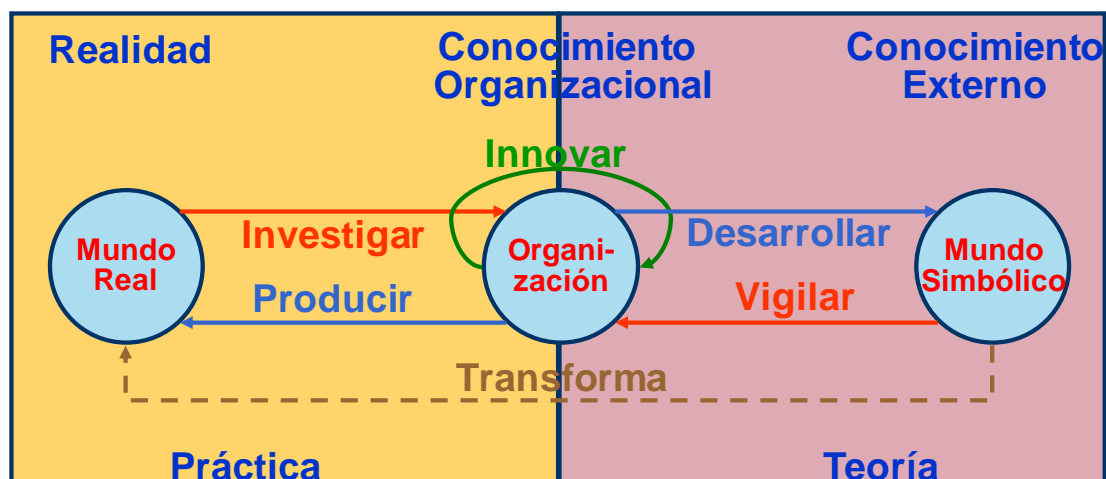 Realidad
Conocimiento
Organizacional
Conocimiento
Externo
Innovar
Mundo
Real
Investigar
Producir
Organi-
zación
Desarrollar
Vigilar
Mundo
Simbólico
Transforma
Práctica
Teoría